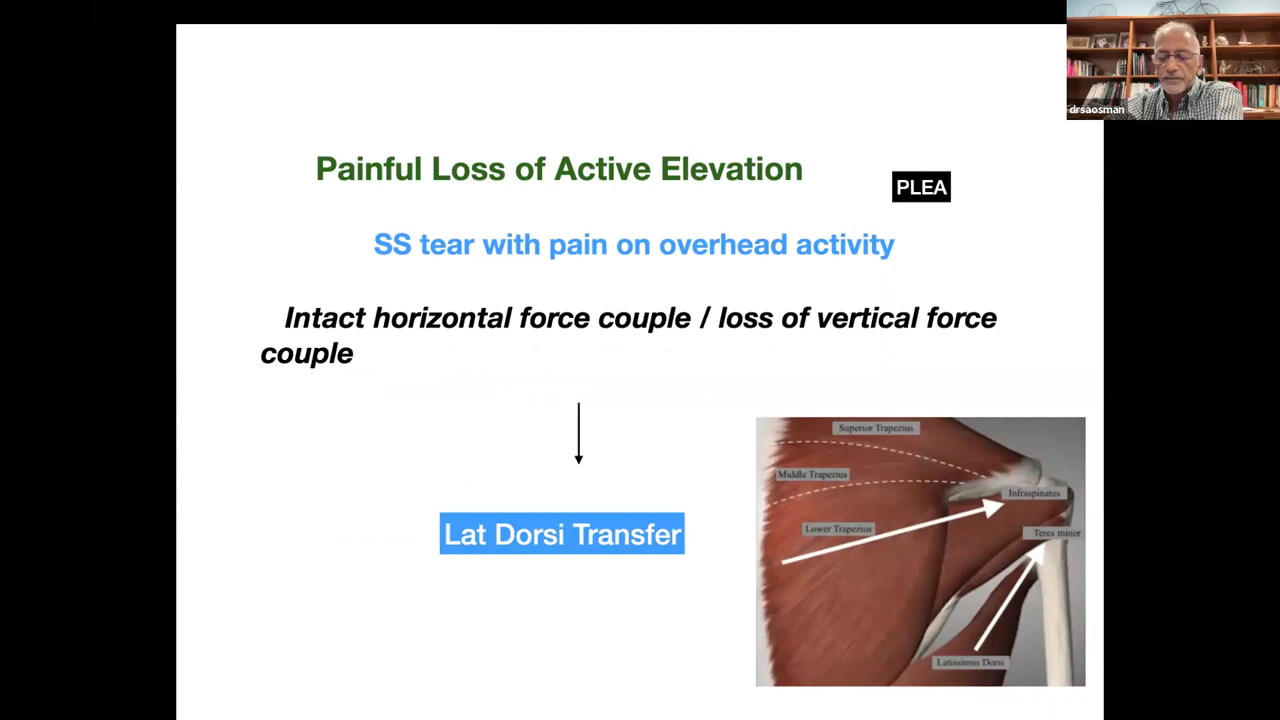 drsaosman
Painful Loss of Active Elevation
PLEA
SS tear with pain on overhead activity
Intact horizontal force couple / loss of vertical force
couple
Lat Dorsi Transfer
Superior Trapezius
Middle Trapezius
Infraspinatus
Lower Trapezius
Teres minor
Latissimus Dorsi